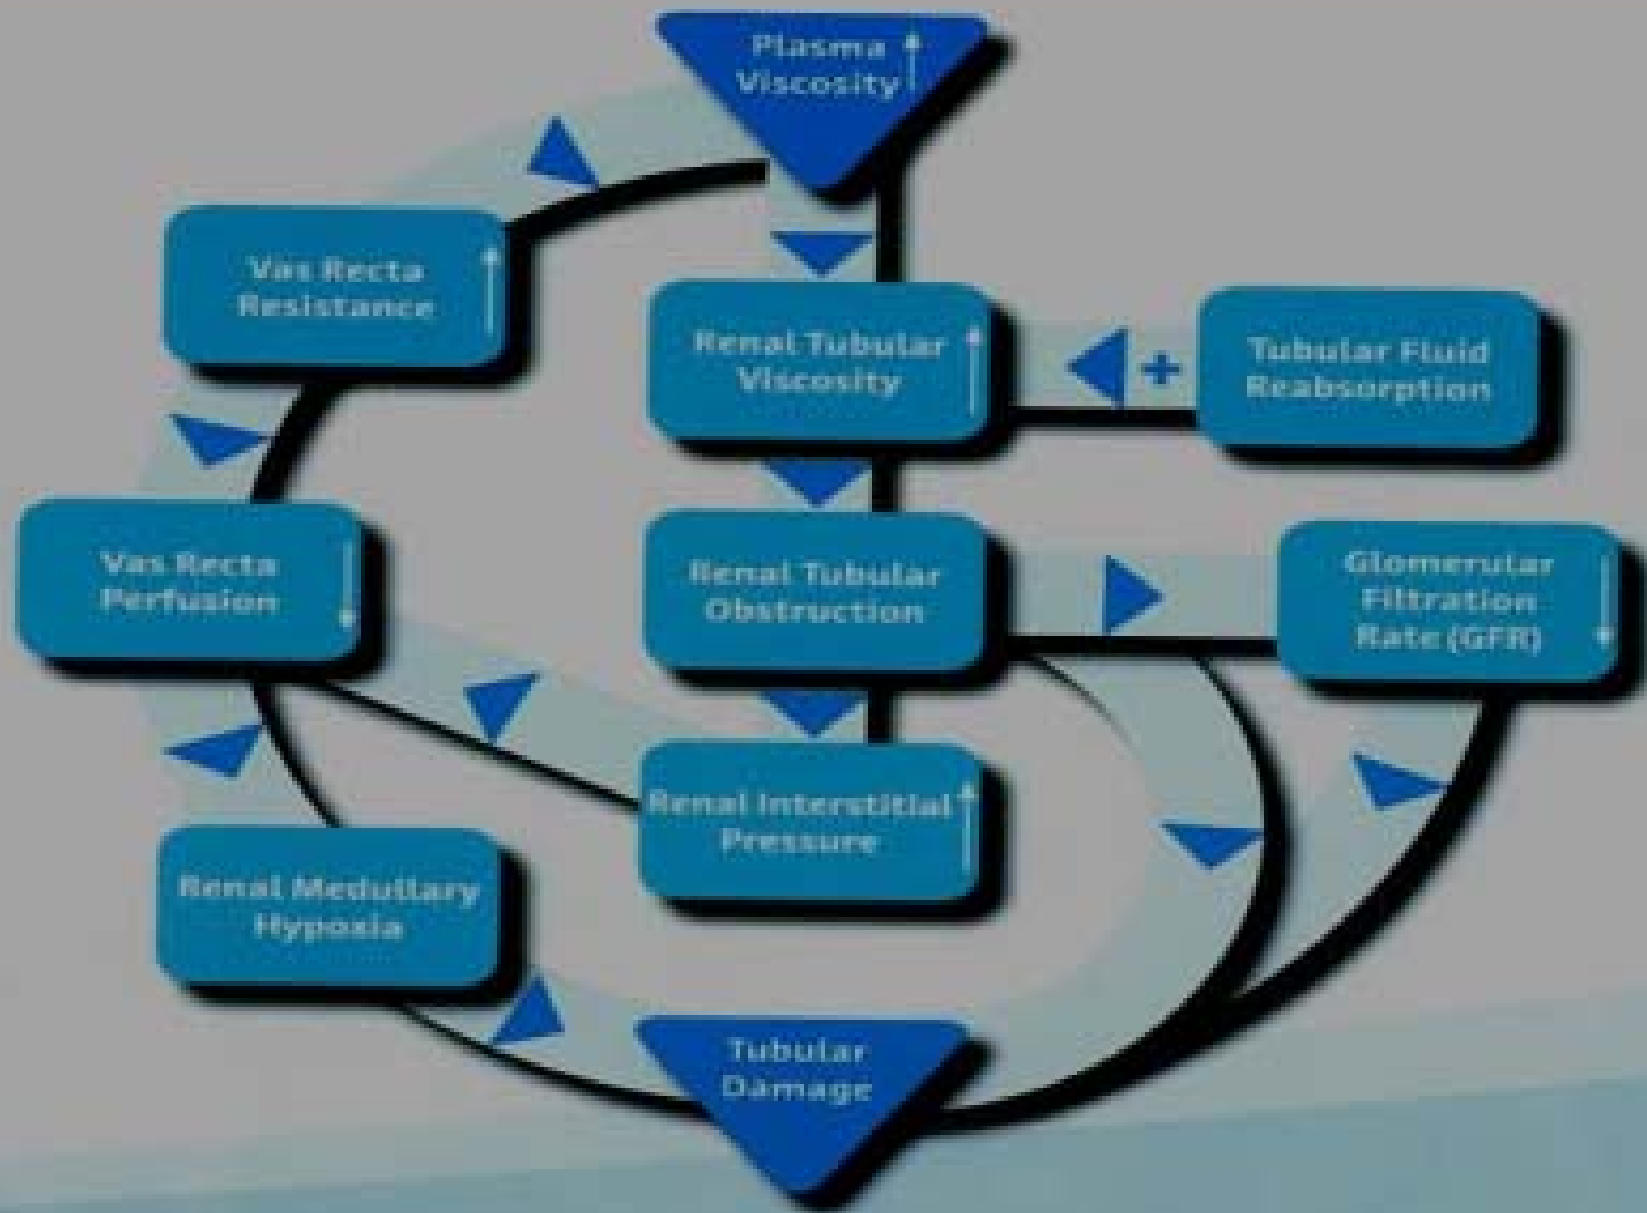 Plasma
Viscosity
Vas Recta
Resistance
Renal Tubular
Viscosity
+
Tubular Fluid
Reabsorption
Vas Recta
Perfusion
Renal Tubular
Obstruction
Glomerular
Filtration
Rate (GFR)
Renal Interstitial
Pressure
Renal Medullary
Hypoxia
Tubular
Damage